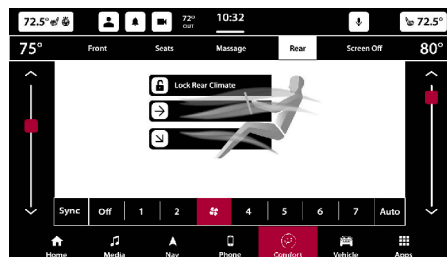 72.5° 72° OUT 10:32 72.5°
75° Front Seats Massage Rear Screen Off 80°
Lock Rear Climate
Sync Off 1 2 4 5 6 7 Auto
Home Media Nav Phone Comfort Vehicle Apps